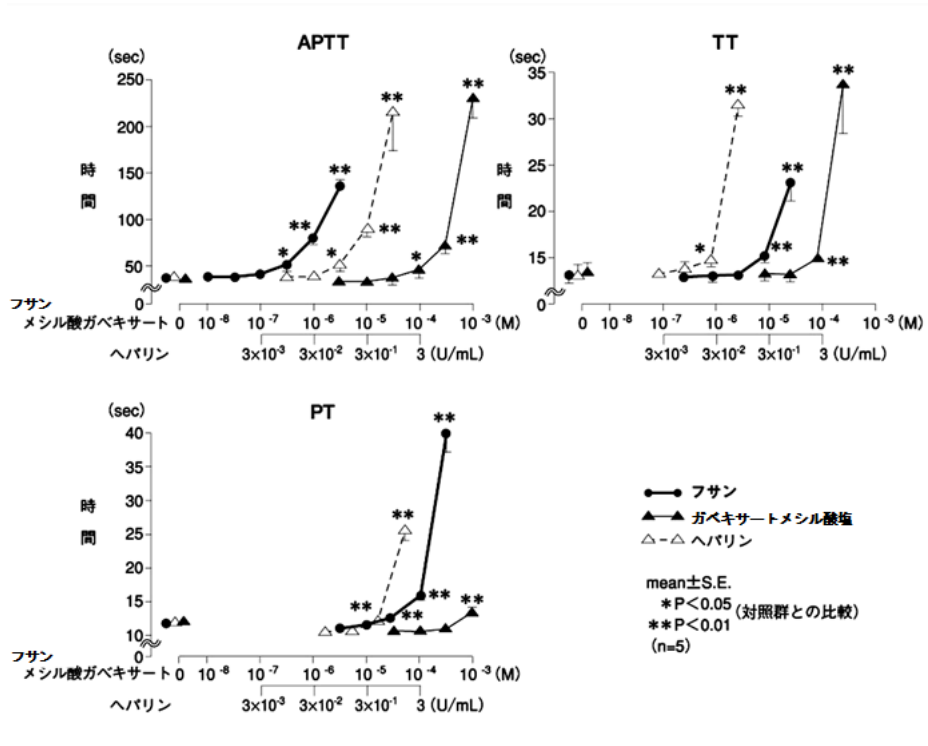 APTT
(sec)
250
200
150
100
50
0
時
間
** 
**
**
**
*
*
**
*
**
フサン
メシル酸ガベキサート 0 10⁻⁸ 10⁻⁷ 10⁻⁶ 10⁻⁵ 10⁻⁴ 10⁻³ (M)
ヘパリン 3×10⁻³ 3×10⁻² 3×10⁻¹ 3 (U/mL)
TT
(sec)
35
30
25
20
15
0
時
間
**
**
**
*
**
**
0 10⁻⁸ 10⁻⁷ 10⁻⁶ 10⁻⁵ 10⁻⁴ 10⁻³ (M)
3×10⁻³ 3×10⁻² 3×10⁻¹ 3 (U/mL)
PT
(sec)
40
35
30
25
20
15
10
0
時
間
**
**
**
**
**
**
フサン
メシル酸ガベキサート 0 10⁻⁸ 10⁻⁷ 10⁻⁶ 10⁻⁵ 10⁻⁴ 10⁻³ (M)
ヘパリン 3×10⁻³ 3×10⁻² 3×10⁻¹ 3 (U/mL)
フサン
ガベキサートメシル酸塩
ヘパリン
mean±S.E.
*P<0.05
(対照群との比較)
**P<0.01
(n=5)